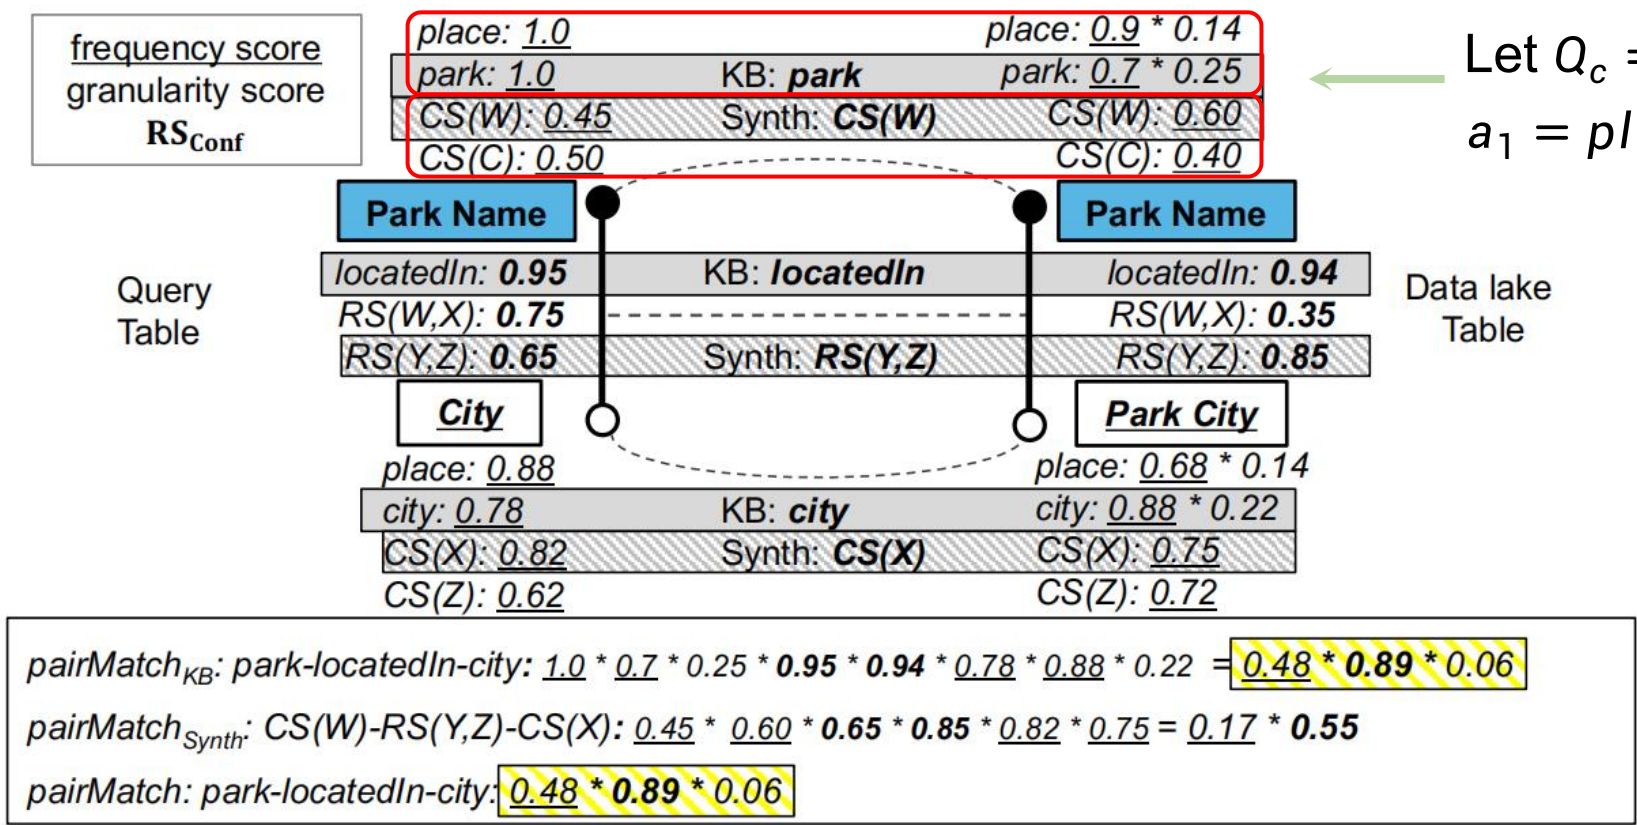 frequency score
granularity score
RS_Conf
place: 1.0
place: 0.9 * 0.14
park: 1.0 KB: park park: 0.7 * 0.25
CS(W): 0.45 Synth: CS(W) CS(W): 0.60
CS(C): 0.50 CS(C): 0.40
Let Q_c =
a_1 = pl
Park Name
Park Name
locatedIn: 0.95 KB: locatedIn locatedIn: 0.94
RS(W,X): 0.75 RS(W,X): 0.35
RS(Y,Z): 0.65 Synth: RS(Y,Z) RS(Y,Z): 0.85
Query
Table
Data lake
Table
City
Park City
place: 0.88 place: 0.68 * 0.14
city: 0.78 KB: city city: 0.88 * 0.22
CS(X): 0.82 Synth: CS(X) CS(X): 0.75
CS(Z): 0.62 CS(Z): 0.72
pairMatch_KB: park-locatedIn-city: 1.0 * 0.7 * 0.25 * 0.95 * 0.94 * 0.78 * 0.88 * 0.22 = 0.48 * 0.89 * 0.06
pairMatch_Synth: CS(W)-RS(Y,Z)-CS(X): 0.45 * 0.60 * 0.65 * 0.85 * 0.82 * 0.75 = 0.17 * 0.55
pairMatch: park-locatedIn-city: 0.48 * 0.89 * 0.06